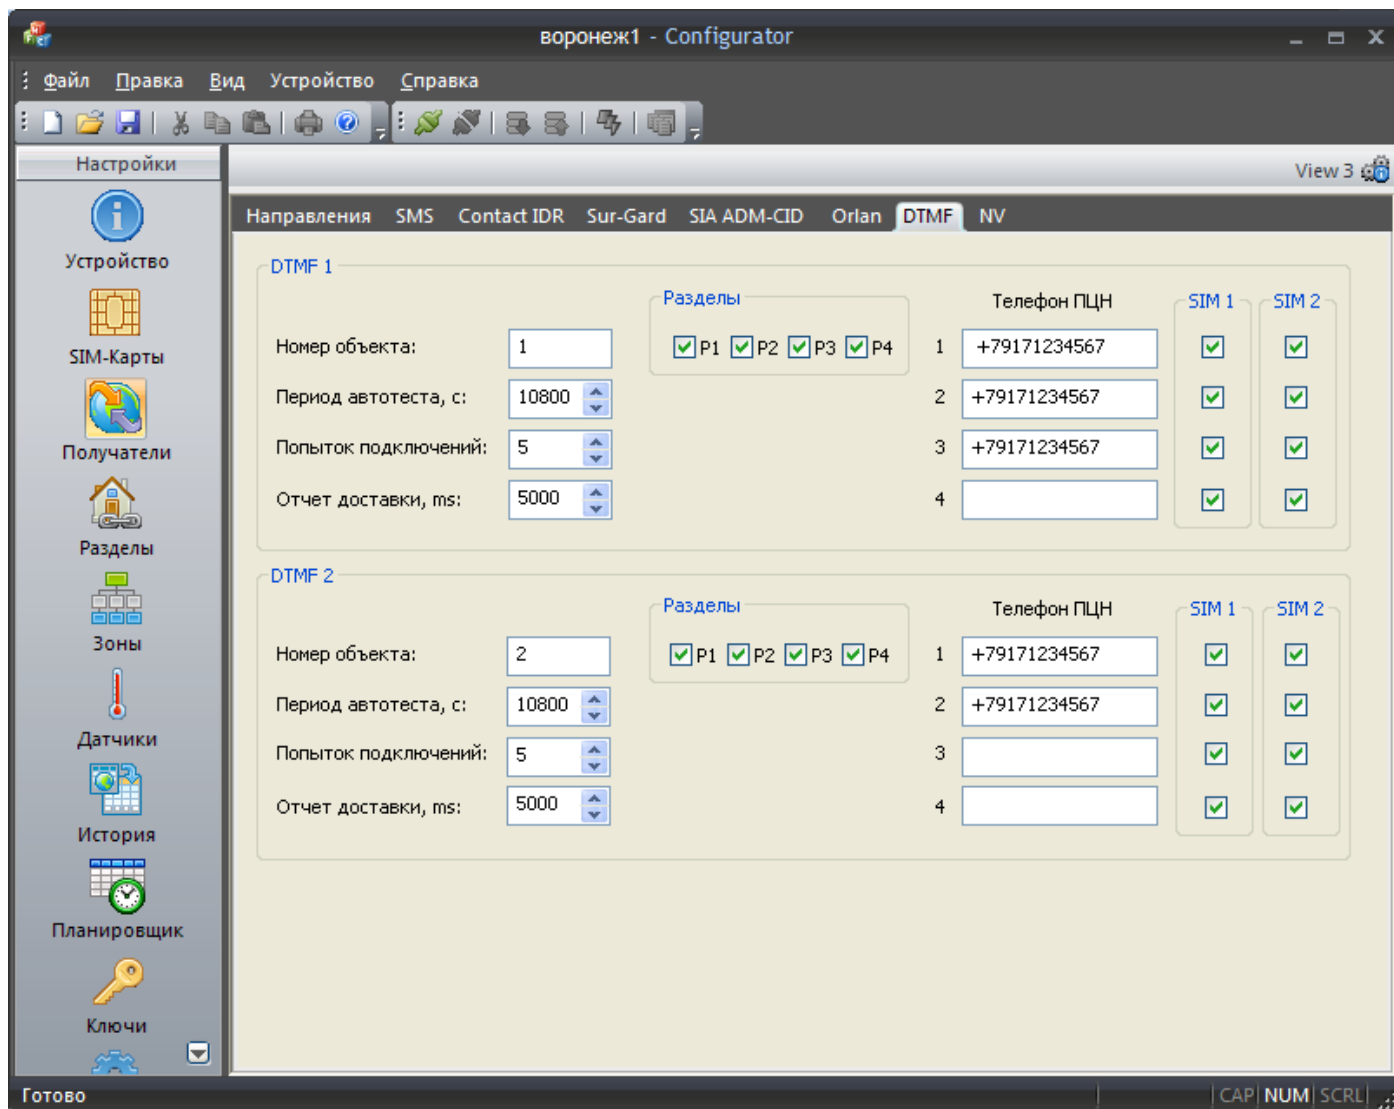 воронеж1 - Configurator
Файл Правка Вид Устройство Справка
Настройки
View 3
Устройство
SIM-Карты
Получатели
Разделы
Зоны
Датчики
История
Планировщик
Ключи
Направления SMS Contact IDR Sur-Gard SIA ADM-CID Orlan DTMF NV
DTMF 1
Разделы Телефон ПЦН SIM 1 SIM 2
Номер объекта: 1 P1 P2 P3 P4 1 +79171234567
Период автотеста, с: 10800 2 +79171234567
Попыток подключений: 5 3 +79171234567
Отчет доставки, ms: 5000 4
DTMF 2
Разделы Телефон ПЦН SIM 1 SIM 2
Номер объекта: 2 P1 P2 P3 P4 1 +79171234567
Период автотеста, с: 10800 2 +79171234567
Попыток подключений: 5 3
Отчет доставки, ms: 5000 4
Готово CAP NUM SCRL